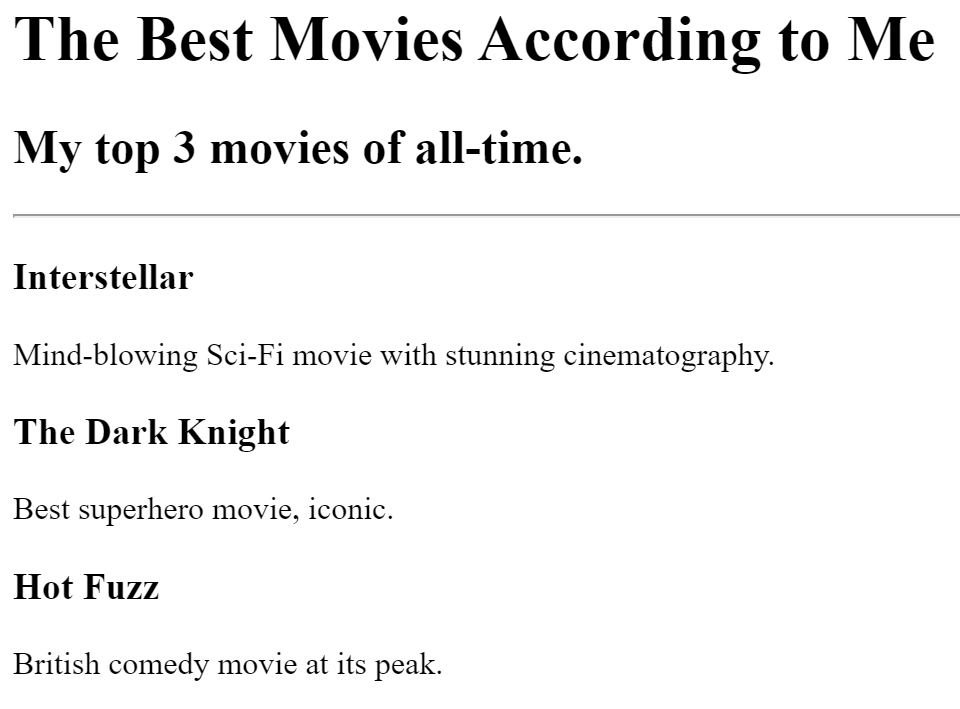 The Best Movies According to Me
My top 3 movies of all-time.
Interstellar
Mind-blowing Sci-Fi movie with stunning cinematography.
The Dark Knight
Best superhero movie, iconic.
Hot Fuzz
British comedy movie at its peak.